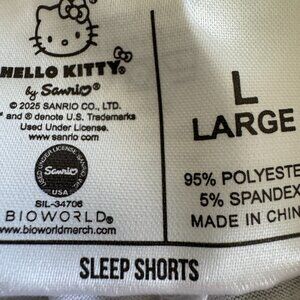 HELLO KITTY®
by Sanrio®
© 2025 SANRIO CO., LTD.
and ® denote U.S. Trademarks
Used Under License.
www.sanrio.com
Sanrio
USA
SIL-34706
BIOWORLD®
www.bioworldmerch.com
L
LARGE
95% POLYESTE
5% SPANDEX
MADE IN CHIN
SLEEP SHORTS